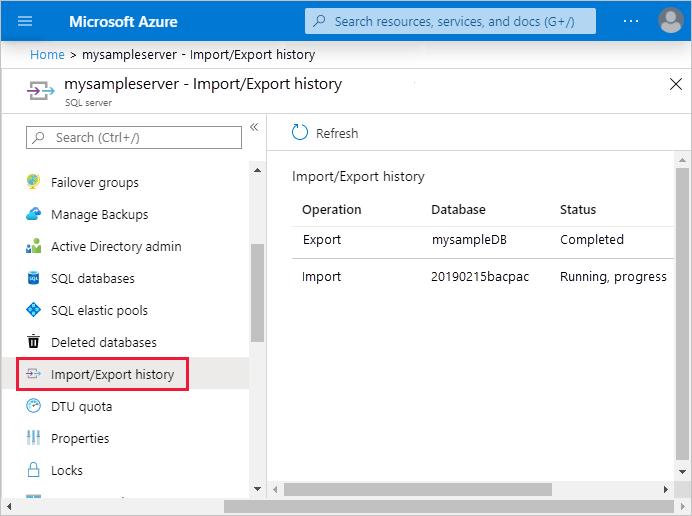 Microsoft Azure
Search resources, services, and docs (G+/)
Home > mysampleserver - Import/Export history
mysampleserver - Import/Export history
SQL server
Search (Ctrl+/)
Failover groups
Manage Backups
Active Directory admin
SQL databases
SQL elastic pools
Deleted databases
Import/Export history
DTU quota
Properties
Locks
Refresh
Import/Export history
Operation Database Status
Export mysampleDB Completed
Import 20190215bacpac Running, progress